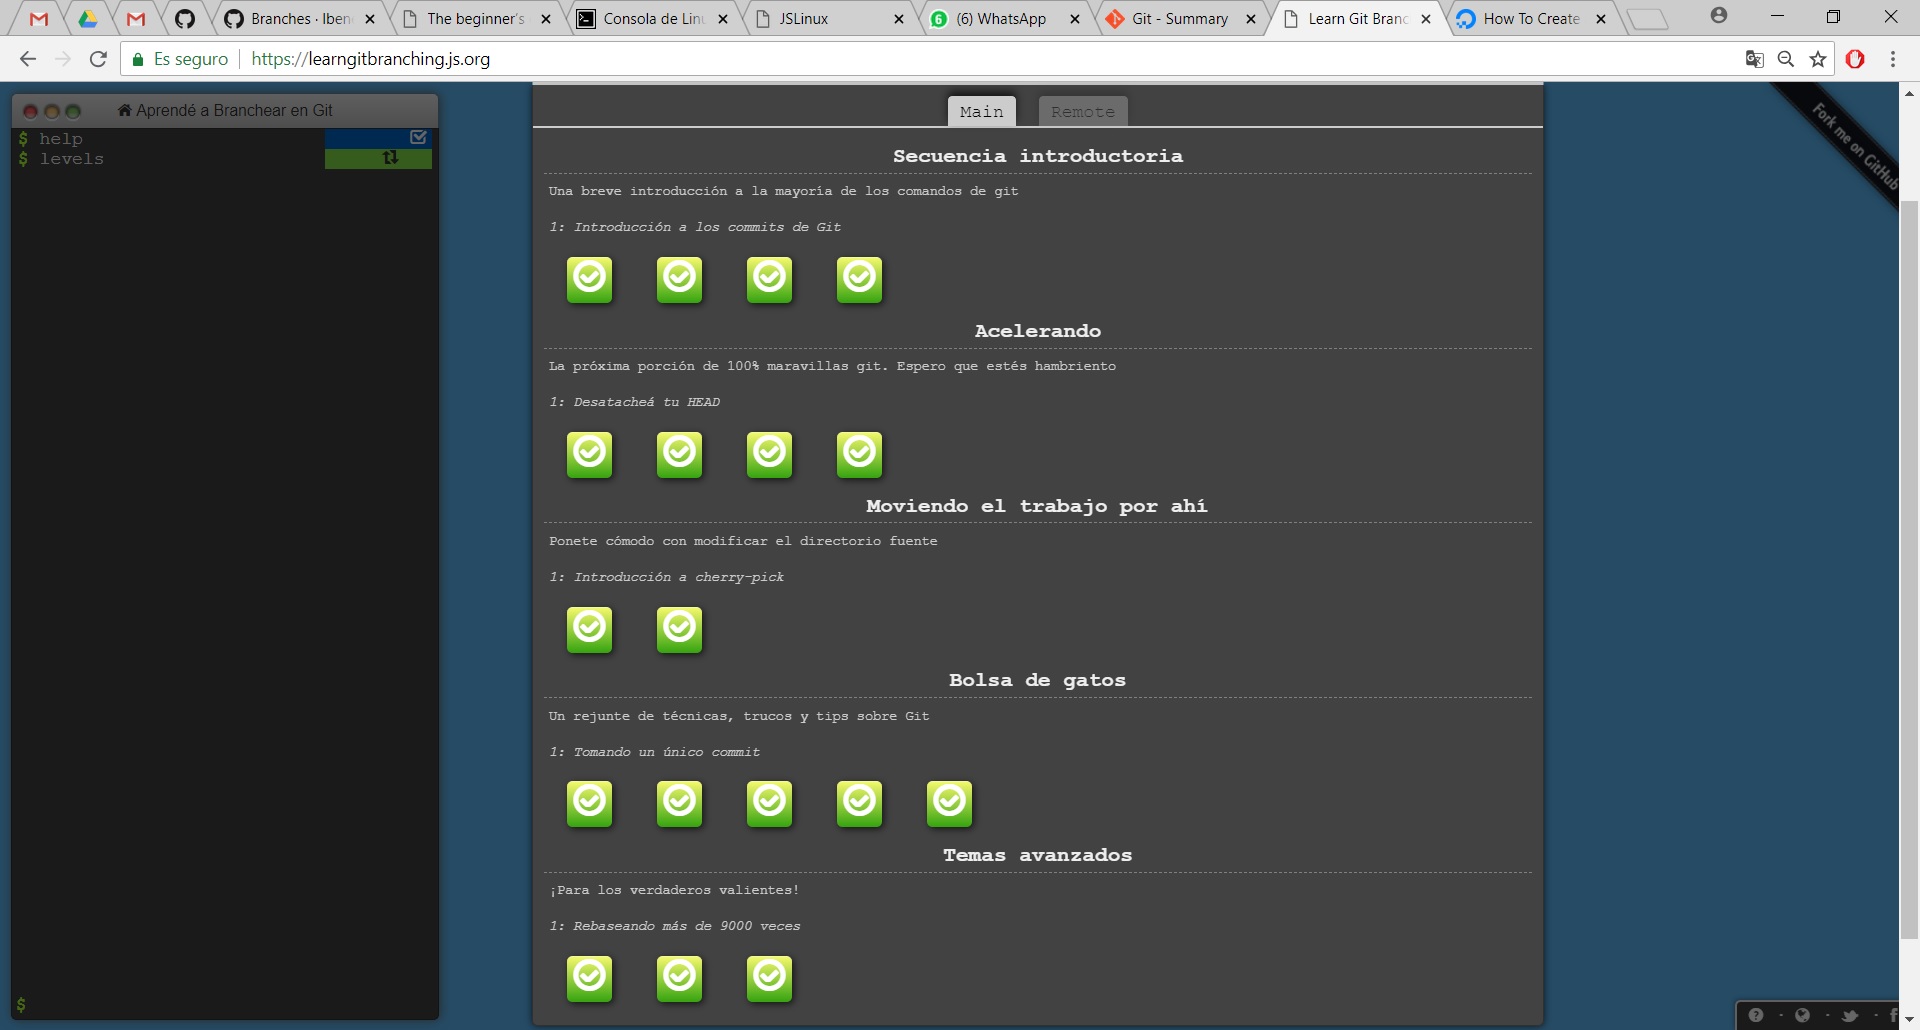 Branches · Iben
The beginner's
Consola de Linu
JSLinux
(6) WhatsApp
Git - Summary
Learn Git Branc
How To Create
Es seguro
https://learngitbranching.js.org
Aprendé a Branchear en Git
$ help
$ levels
$
Main
Remote
Fork me on GitHub
Secuencia introductoria
Una breve introducción a la mayoría de los comandos de git
1: Introducción a los commits de Git
Acelerando
La próxima porción de 100% maravillas git. Espero que estés hambriento
1: Desatacheá tu HEAD
Moviendo el trabajo por ahí
Ponete cómodo con modificar el directorio fuente
1: Introducción a cherry-pick
Bolsa de gatos
Un rejunte de técnicas, trucos y tips sobre Git
1: Tomando un único commit
Temas avanzados
¡Para los verdaderos valientes!
1: Rebaseando más de 9000 veces